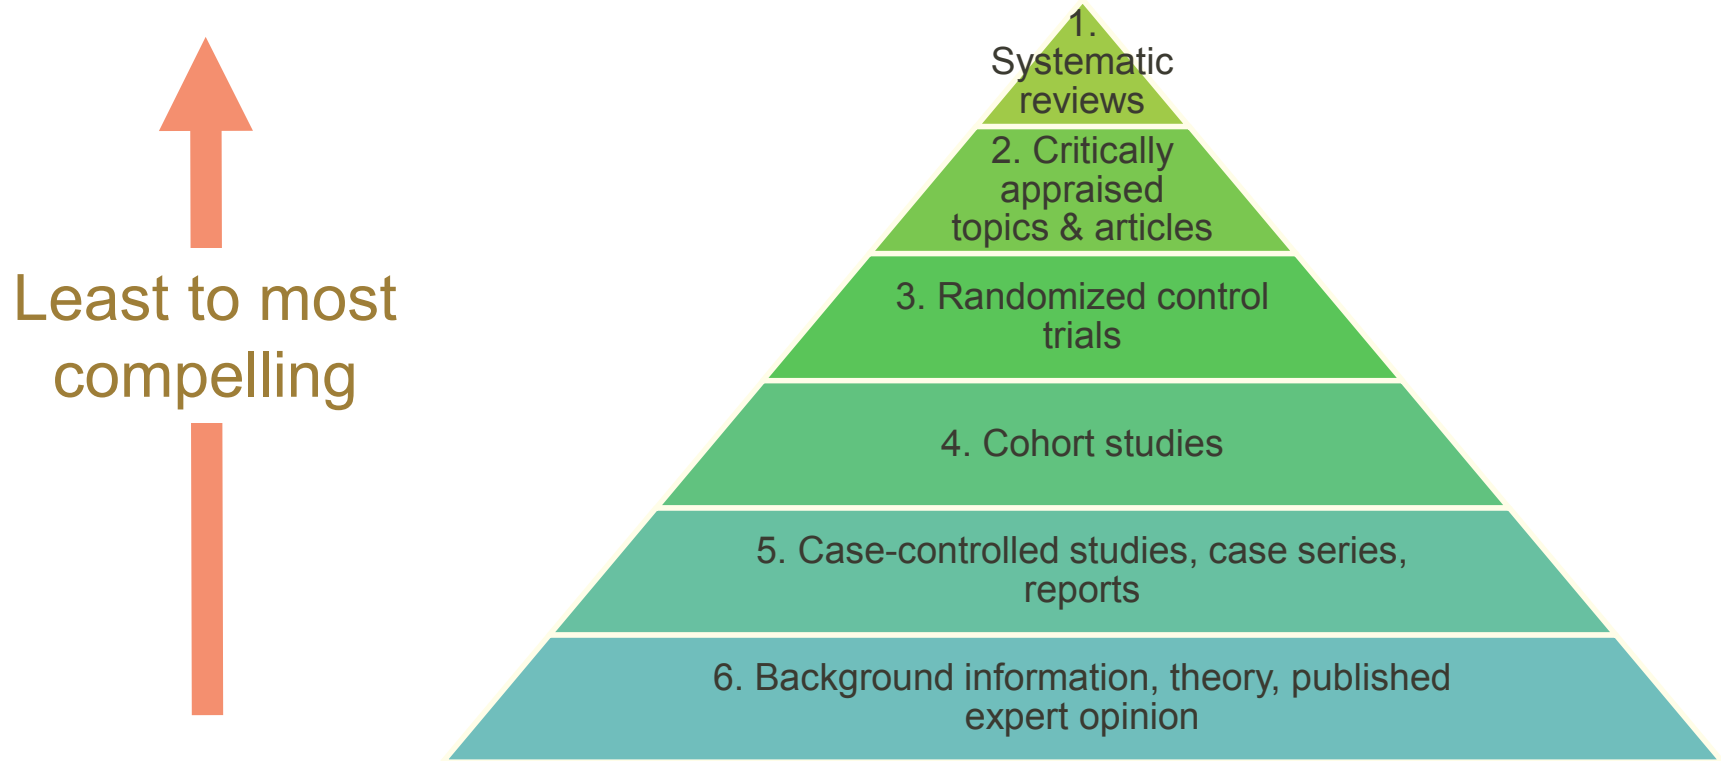 Least to most
compelling
1.
Systematic
reviews
2. Critically
appraised
topics & articles
3. Randomized control
trials
4. Cohort studies
5. Case-controlled studies, case series,
reports
6. Background information, theory, published
expert opinion